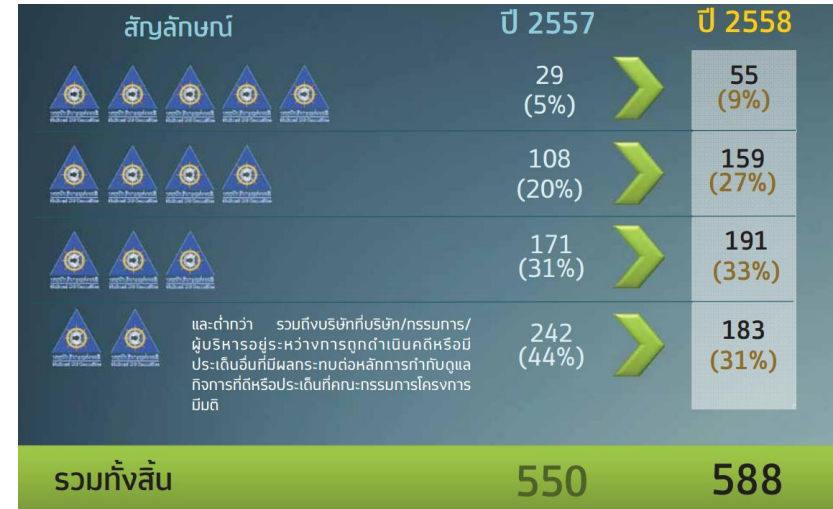 สัญลักษณ์ ปี 2557 ปี 2558
29 55
(5%) (9%)
108 159
(20%) (27%)
171 191
(31%) (33%)
และต่ำกว่า รวมถึงบริษัทที่บริษัท/กรรมการ/
ผู้บริหารอยู่ระหว่างการถูกดำเนินคดีหรือมี
ประเด็นอื่นที่มีผลกระทบต่อหลักการกำกับดูแล
กิจการที่ดีหรือประเด็นที่คณะกรรมการโครงการ
มีมติ
242 183
(44%) (31%)
รวมทั้งสิ้น 550 588